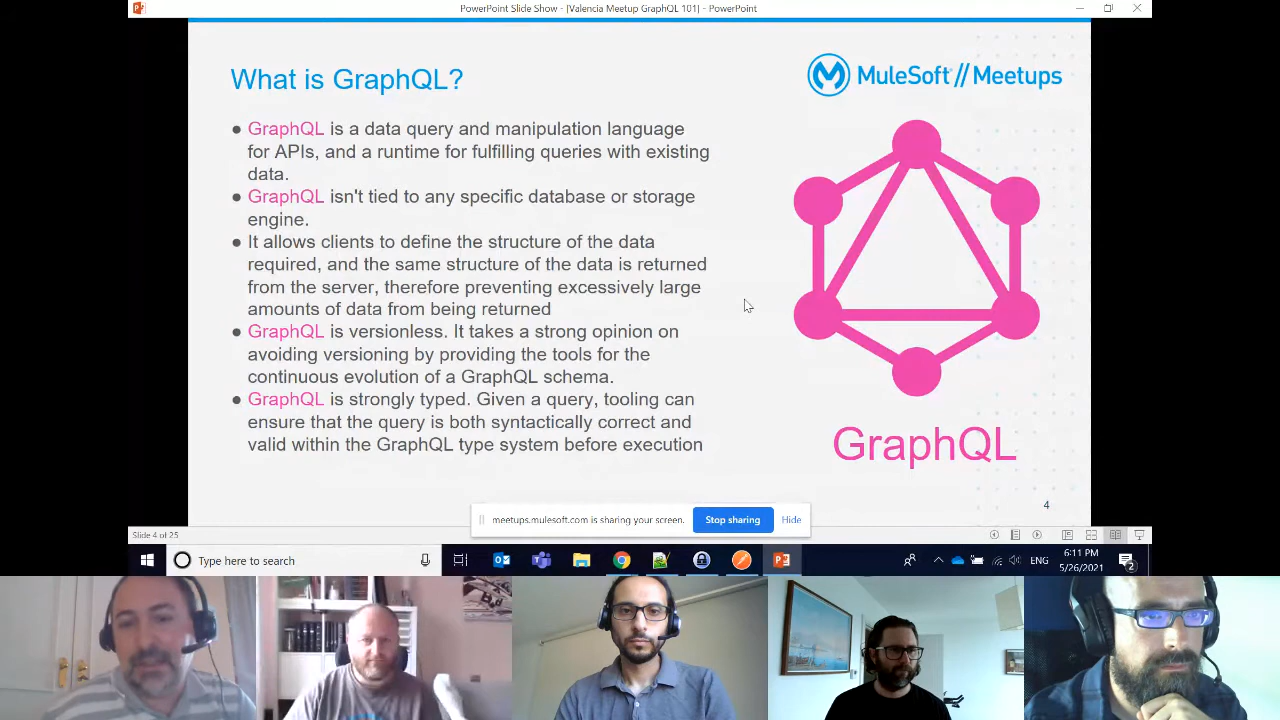 PowerPoint Slide Show - [Valencia Meetup GraphQL 101] - PowerPoint
What is GraphQL?
MuleSoft // Meetups
● GraphQL is a data query and manipulation language
for APIs, and a runtime for fulfilling queries with existing
data.
● GraphQL isn't tied to any specific database or storage
engine.
● It allows clients to define the structure of the data
required, and the same structure of the data is returned
from the server, therefore preventing excessively large
amounts of data from being returned
● GraphQL is versionless. It takes a strong opinion on
avoiding versioning by providing the tools for the
continuous evolution of a GraphQL schema.
● GraphQL is strongly typed. Given a query, tooling can
ensure that the query is both syntactically correct and
valid within the GraphQL type system before execution
GraphQL
4
meetups.mulesoft.com is sharing your screen. Stop sharing Hide
Slide 4 of 25
Type here to search
ENG
6:11 PM
5/26/2021
2